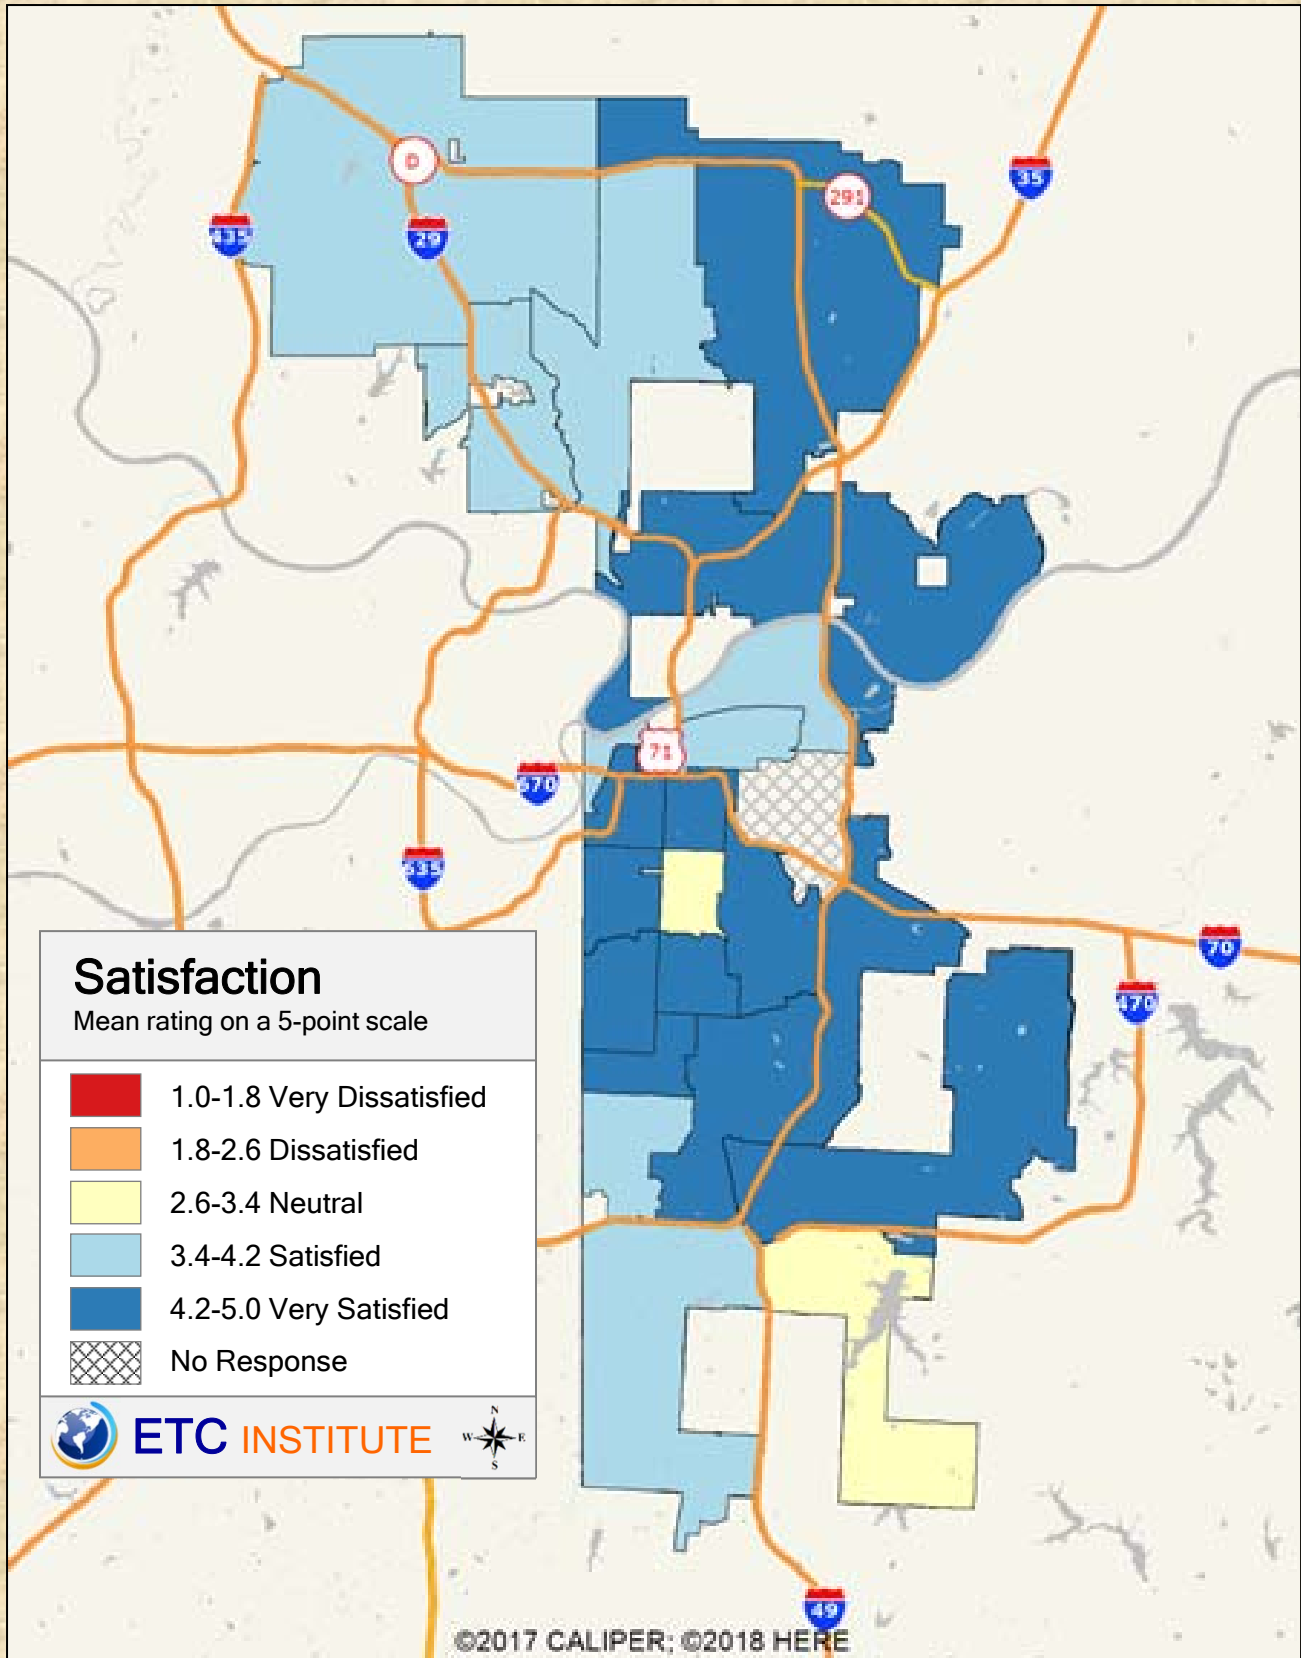 D
L
291
35
435
29
71
670
635
70
470
Satisfaction
Mean rating on a 5-point scale
1.0-1.8 Very Dissatisfied
1.8-2.6 Dissatisfied
2.6-3.4 Neutral
3.4-4.2 Satisfied
4.2-5.0 Very Satisfied
No Response
ETC INSTITUTE
N
W E
S
49
©2017 CALIPER; ©2018 HERE